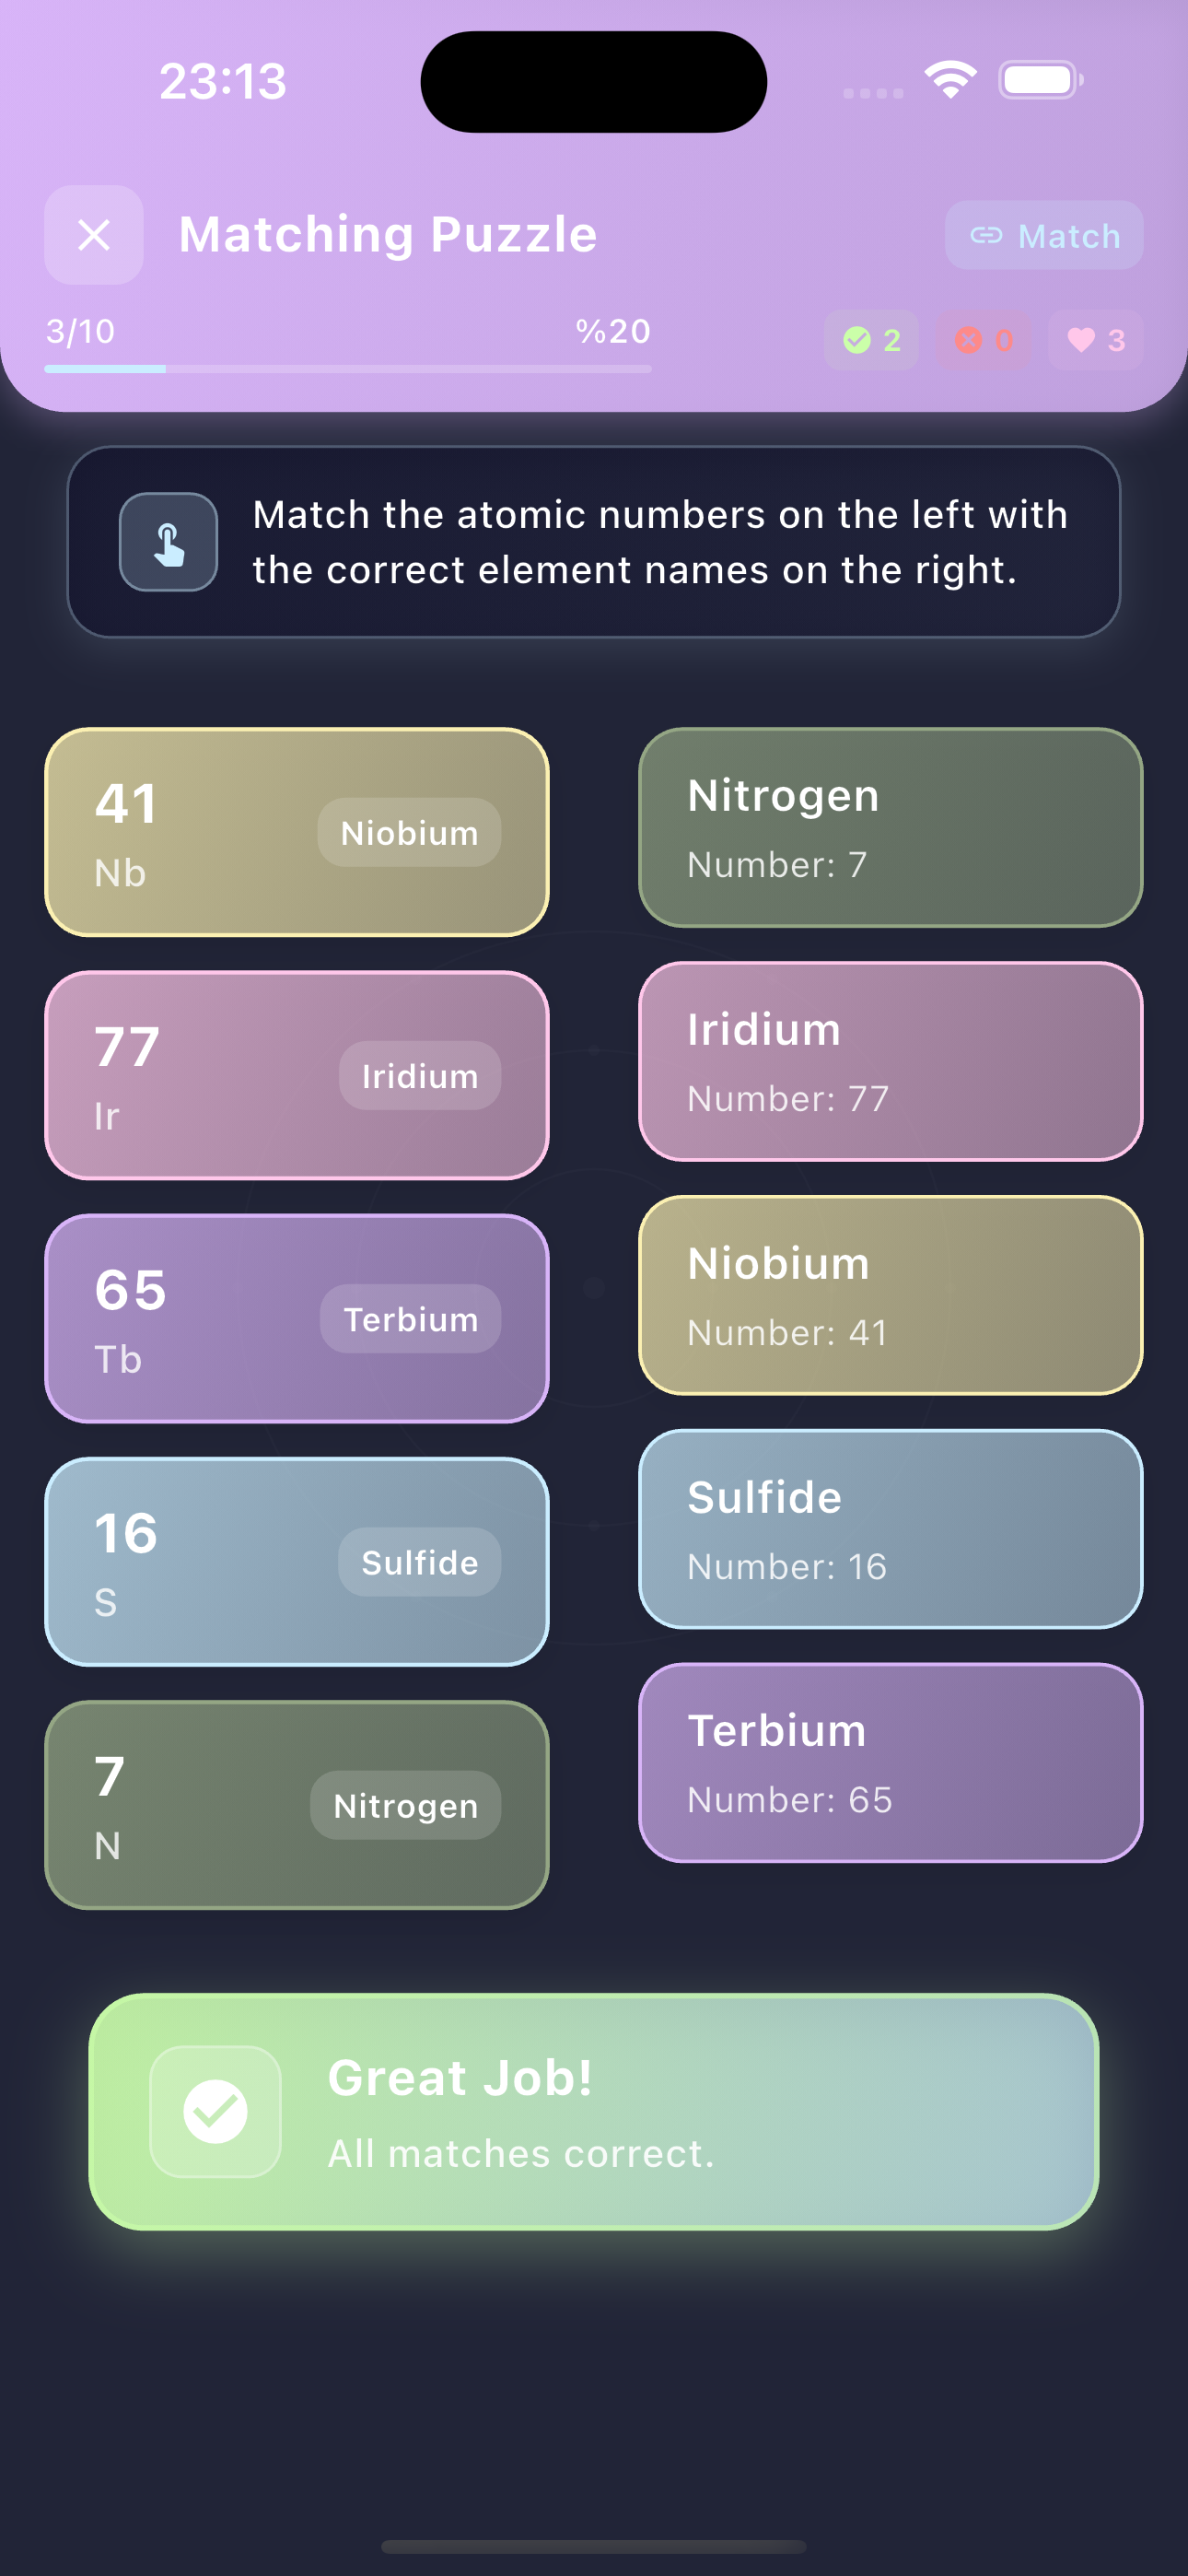 23:13
Matching Puzzle
Match
3/10
%20
2
0
3
Match the atomic numbers on the left with
the correct element names on the right.
41
Nb
Niobium
77
Ir
Iridium
65
Tb
Terbium
16
S
Sulfide
7
N
Nitrogen
Nitrogen
Number: 7
Iridium
Number: 77
Niobium
Number: 41
Sulfide
Number: 16
Terbium
Number: 65
Great Job!
All matches correct.